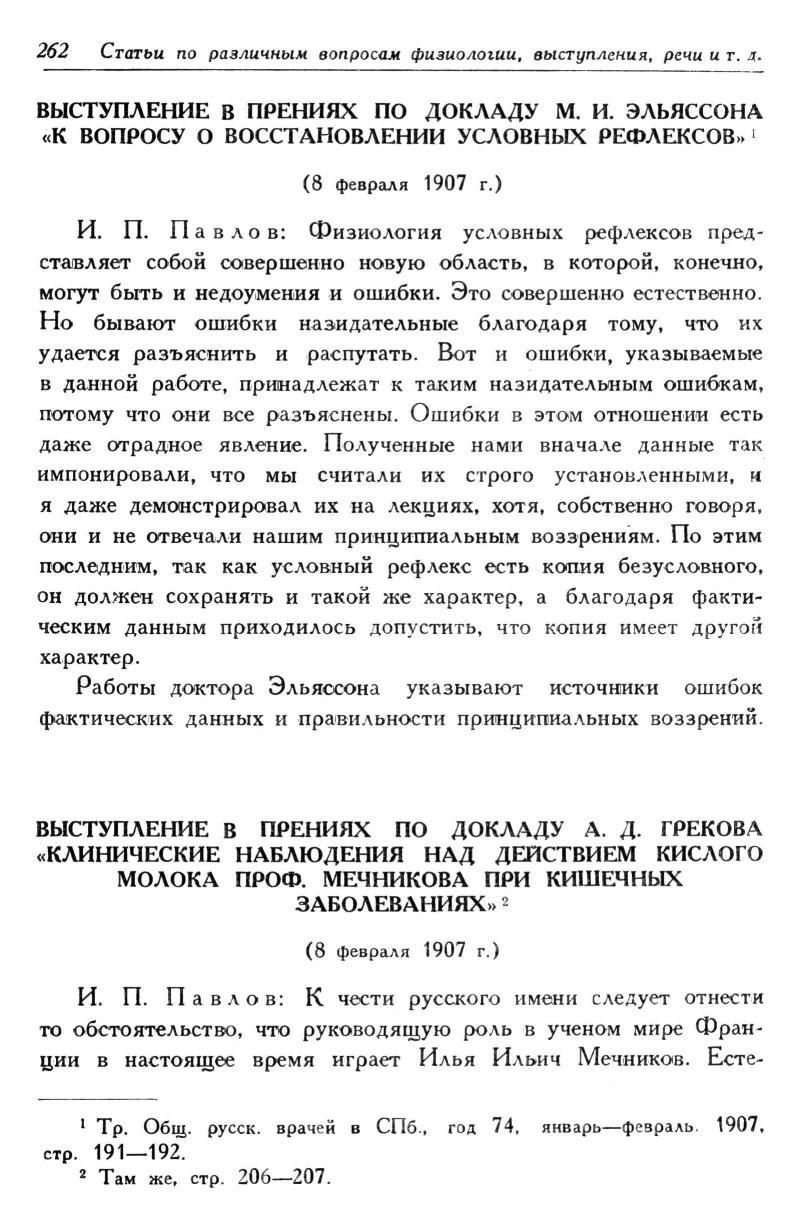 262 Статьи по различным вопросам физиологии, выступления, речи и т. д.
ВЫСТУПЛЕНИЕ В ПРЕНИЯХ ПО ДОКЛАДУ М. И. ЭЛЬЯССОНА
«К ВОПРОСУ О ВОССТАНОВЛЕНИИ УСЛОВНЫХ РЕФЛЕКСОВ» 1
(8 февраля 1907 г.)
И. П. Павлов: Физиология условных рефлексов пред-
ставляет собой совершенно новую область, в которой, конечно,
могут быть и недоумения и ошибки. Это совершенно естественно.
Но бывают ошибки назидательные благодаря тому, что их
удается разъяснить и распутать. Вот и ошибки, указываемые
в данной работе, принадлежат к таким назидательным ошибкам,
потому что они все разъяснены. Ошибки в этом отношении есть
даже отрадное явление. Полученные нами вначале данные так
импонировали, что мы считали их строго установленными, и
я даже демонстрировал их на лекциях, хотя, собственно говоря,
они и не отвечали нашим принципиальным воззрениям. По этим
последним, так как условный рефлекс есть копия безусловного,
он должен сохранять и такой же характер, а благодаря факти-
ческим данным приходилось допустить, что копия имеет другой
характер.
Работы доктора Эльяссона указывают источники ошибок
фактических данных и правильности принципиальных воззрений.
ВЫСТУПЛЕНИЕ В ПРЕНИЯХ ПО ДОКЛАДУ А. Д. ГРЕКОВА
«КЛИНИЧЕСКИЕ НАБЛЮДЕНИЯ НАД ДЕЙСТВИЕМ КИСЛОГО
МОЛОКА ПРОФ. МЕЧНИКОВА ПРИ КИШЕЧНЫХ
ЗАБОЛЕВАНИЯХ» 2
(8 февраля 1907 г.)
И. П. Павлов: К чести русского имени следует отнести
то обстоятельство, что руководящую роль в ученом мире Фран-
ции в настоящее время играет Илья Ильич Мечников. Есте-
1 Тр. Общ. русск. врачей в СПб., год 74, январь—февраль. 1907,
стр. 191—192.
2 Там же, стр. 206—207.